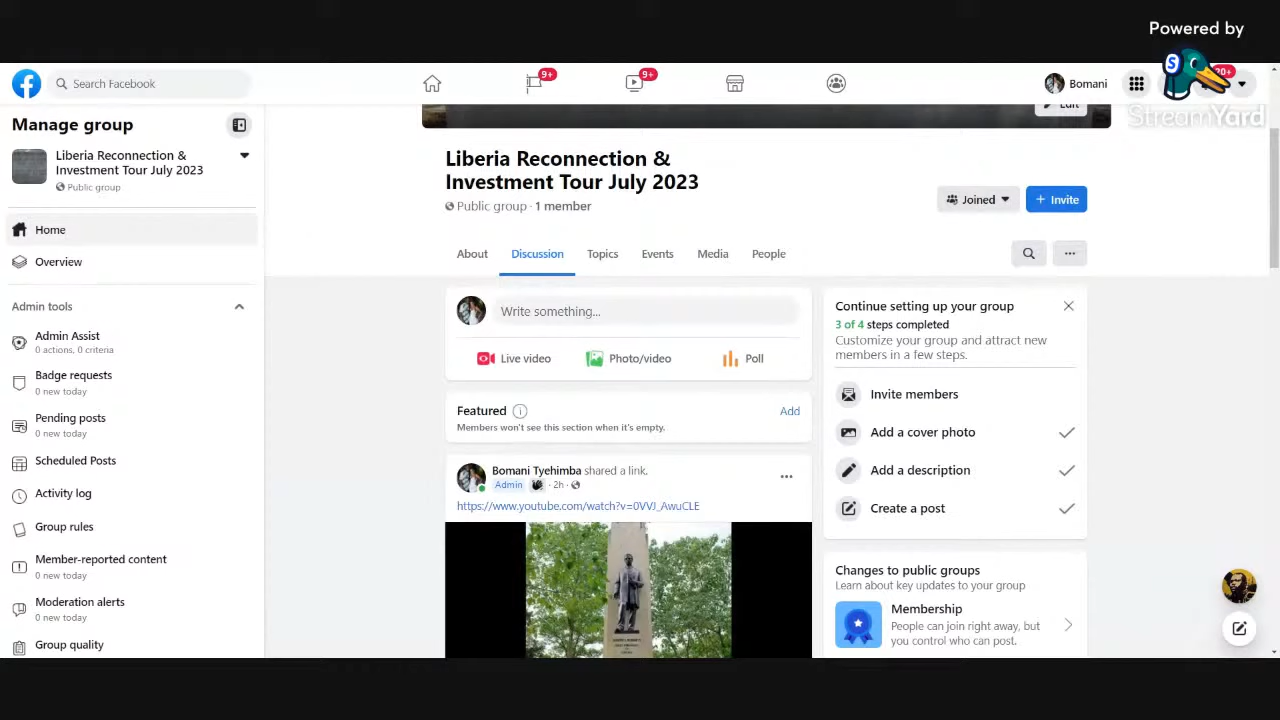 Powered by
StreamYard
Search Facebook
9+
9+
Bomani
20+
Manage group
Liberia Reconnection &
Investment Tour July 2023
Public group
Home
Overview
Admin tools
Admin Assist
0 actions, 0 criteria
Badge requests
0 new today
Pending posts
0 new today
Scheduled Posts
Activity log
Group rules
Member-reported content
0 new today
Moderation alerts
0 new today
Group quality
Edit
Liberia Reconnection &
Investment Tour July 2023
Public group · 1 member
Joined
+ Invite
About
Discussion
Topics
Events
Media
People
Write something...
Live video
Photo/video
Poll
Featured
Add
Members won't see this section when it's empty.
Bomani Tyehimba shared a link.
Admin · 2h ·
https://www.youtube.com/watch?v=0VVJ_AwuCLE
Continue setting up your group
3 of 4 steps completed
Customize your group and attract new
members in a few steps.
Invite members
Add a cover photo
Add a description
Create a post
Changes to public groups
Learn about key updates to your group
Membership
People can join right away, but
you control who can post.